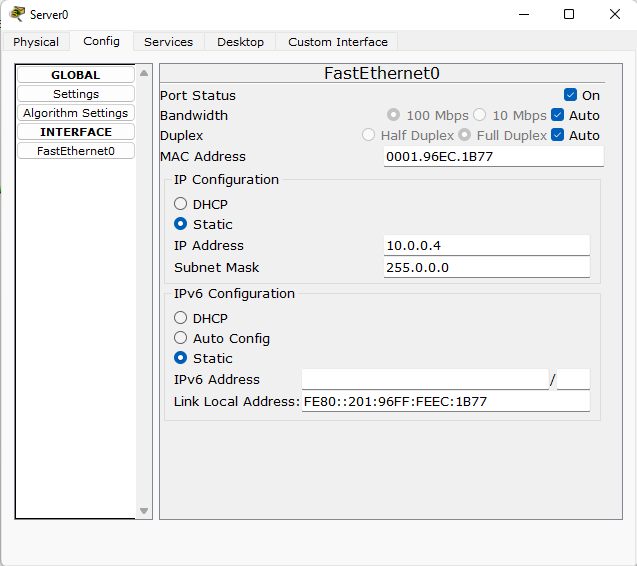 Server0
Physical Config Services Desktop Custom Interface
GLOBAL
Settings
Algorithm Settings
INTERFACE
FastEthernet0
FastEthernet0
Port Status On
Bandwidth 100 Mbps 10 Mbps Auto
Duplex Half Duplex Full Duplex Auto
MAC Address 0001.96EC.1B77
IP Configuration
DHCP
Static
IP Address 10.0.0.4
Subnet Mask 255.0.0.0
IPv6 Configuration
DHCP
Auto Config
Static
IPv6 Address /
Link Local Address: FE80::201:96FF:FEEC:1B77